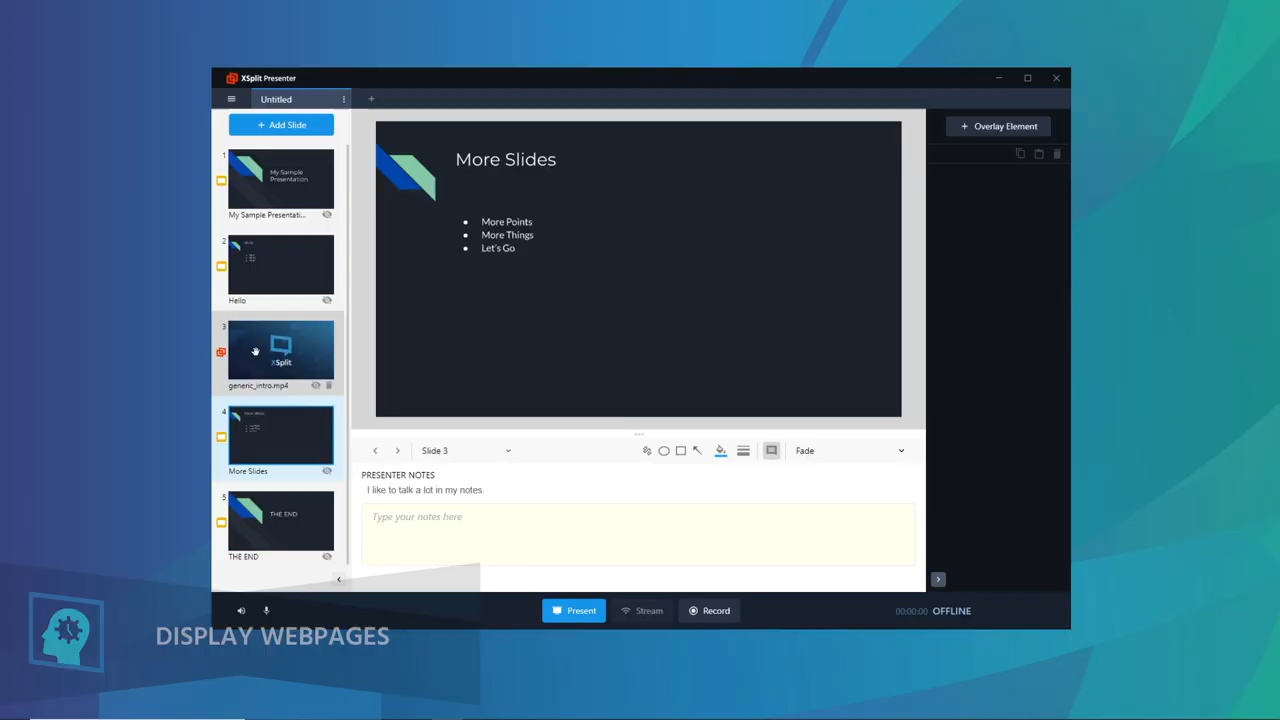 XSplit Presenter
Untitled
+ Add Slide
1
My Sample
Presentation
My Sample Presentati...
2
Hello
3
XSplit
generic_intro.mp4
4
More Slides
5
THE END
THE END
More Slides
• More Points
• More Things
• Let's Go
Slide 3
Fade
PRESENTER NOTES
I like to talk a lot in my notes.
Type your notes here
+ Overlay Element
Present
Stream
Record
00:00:00 OFFLINE
DISPLAY WEBPAGES